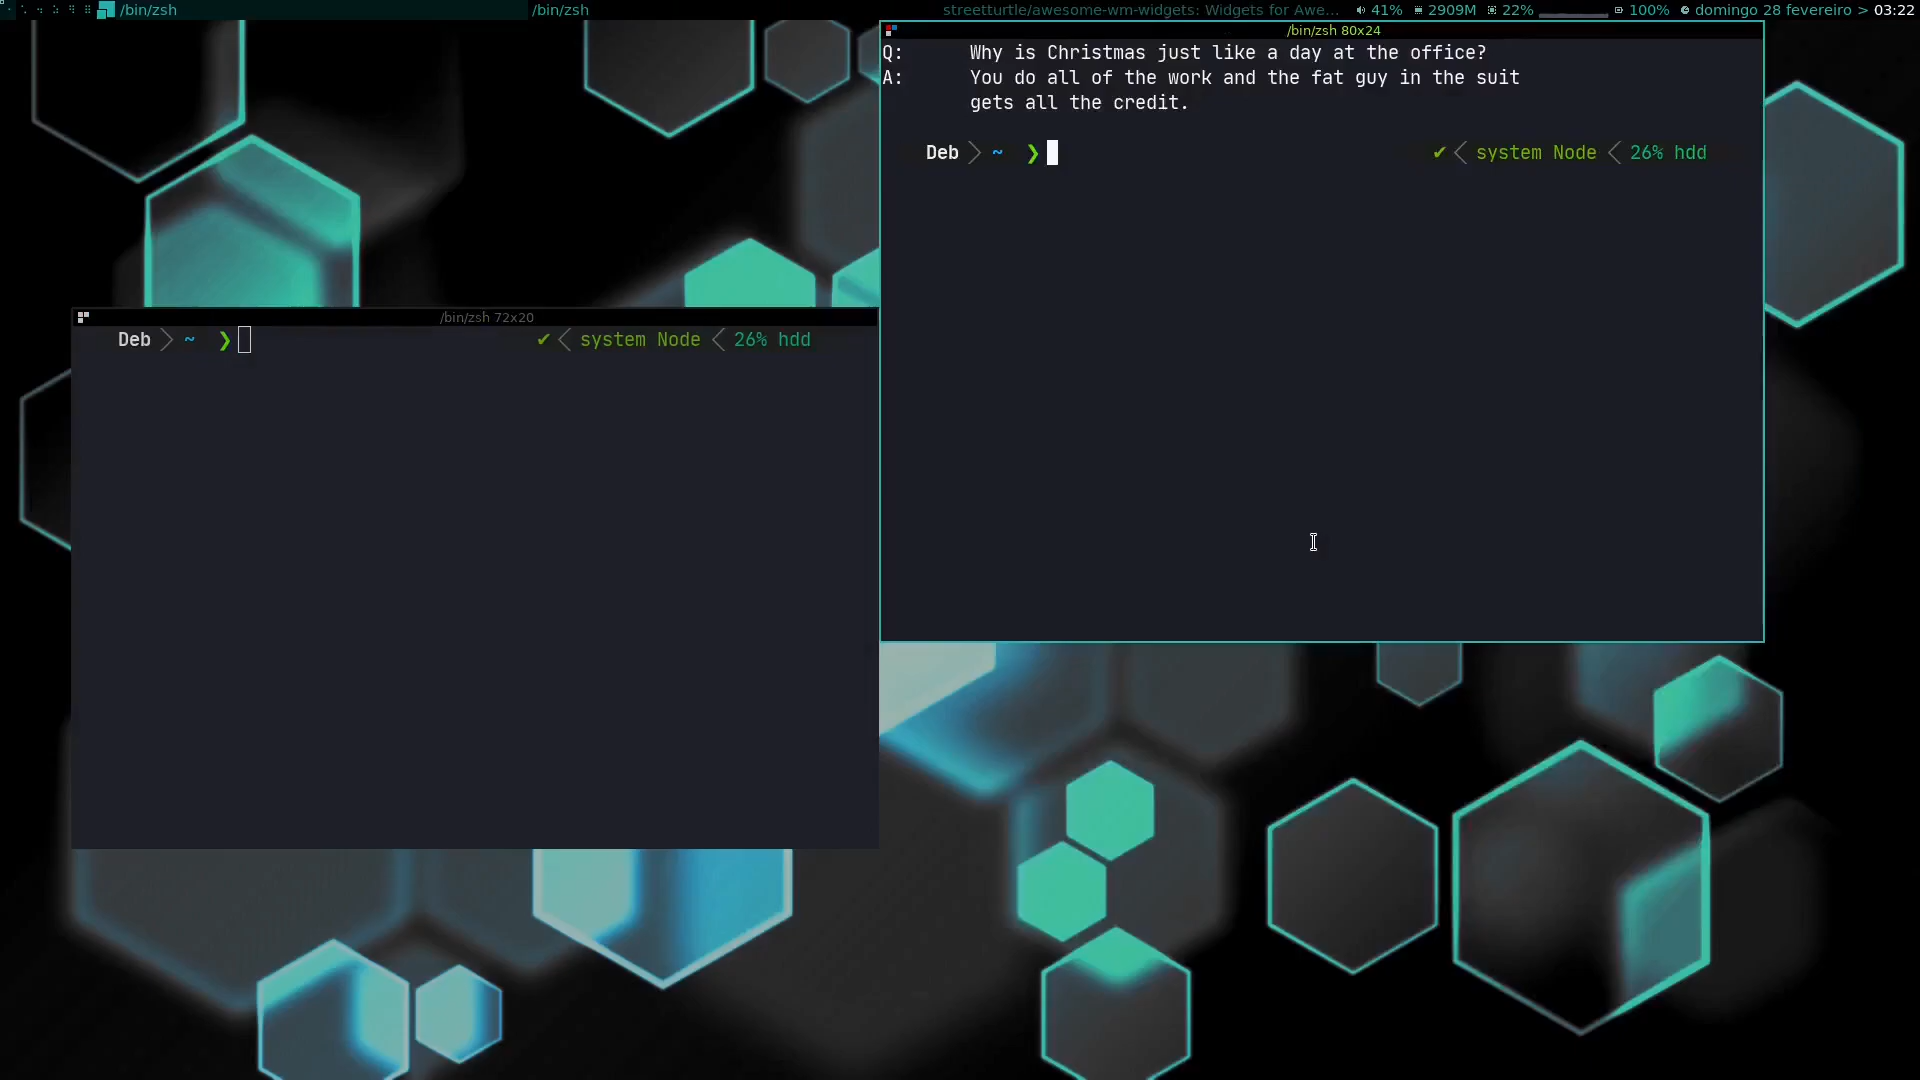 /bin/zsh /bin/zsh streetturtle/awesome-wm-widgets: Widgets for Awe... 41% 2909M 22% 100% domingo 28 fevereiro > 03:22
/bin/zsh 80x24
Q: Why is Christmas just like a day at the office?
A: You do all of the work and the fat guy in the suit
gets all the credit.
Deb ~ ❯ ✔ system Node 26% hdd
/bin/zsh 72x20
Deb ~ ❯ ✔ system Node 26% hdd